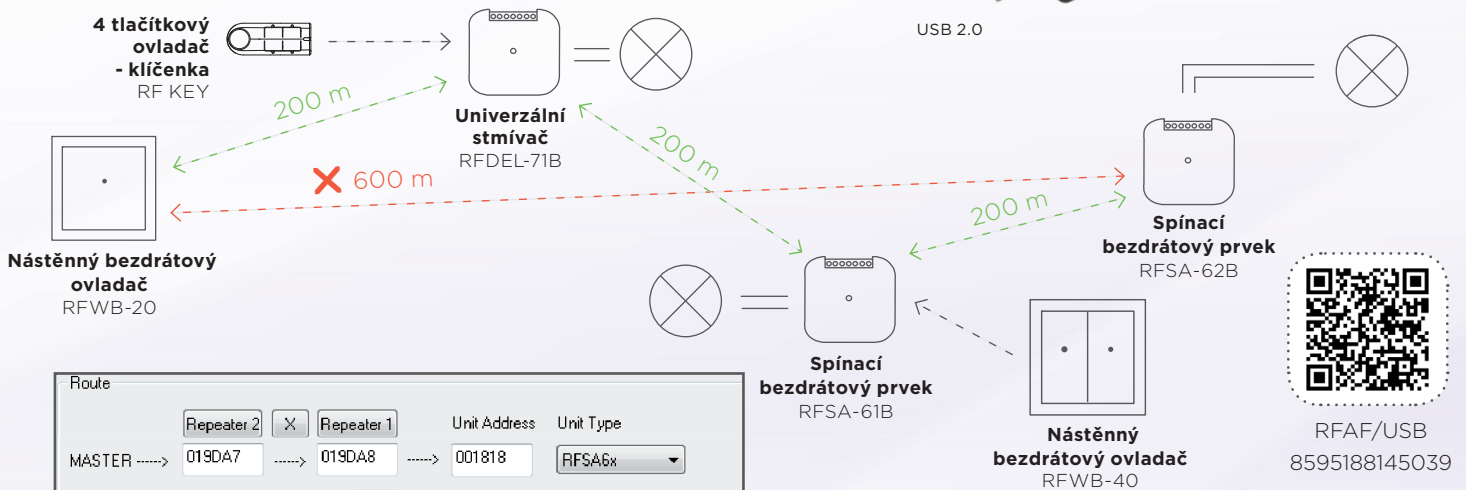 4 tlačítkový
ovladač
- klíčenka
RF KEY
USB 2.0
200 m
Univerzální
stmívač
RFDEL-71B
200 m
X 600 m
Nástěnný bezdrátový
ovladač
RFWB-20
200 m
Spínací
bezdrátový prvek
RFSA-62B
Spínací
bezdrátový prvek
RFSA-61B
Nástěnný
bezdrátový ovladač
RFWB-40
RFAF/USB
8595188145039
Route
Repeater 2 X Repeater 1 Unit Address Unit Type
MASTER -----> 019DA7 -----> 019DA8 -----> 001818 RFSA6x